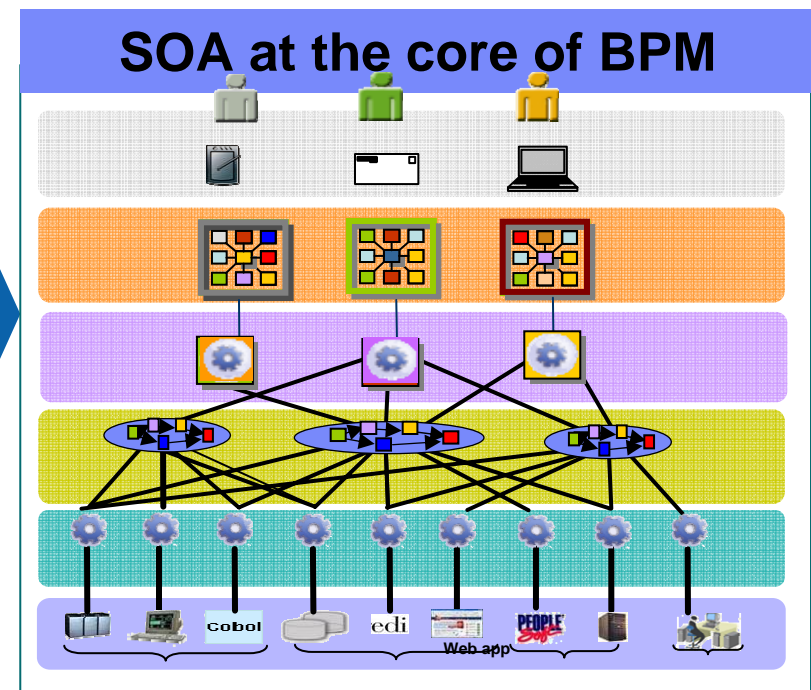 SOA at the core of BPM
Cobol
edi
PEOPLE
Soft
Web app